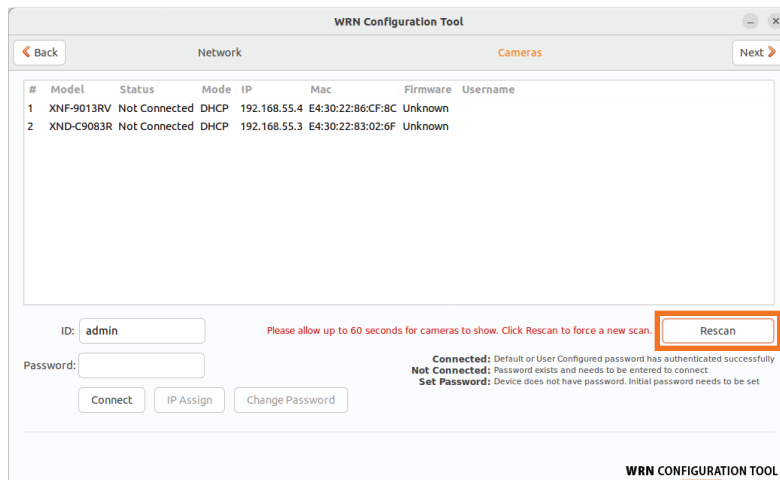 WRN Configuration Tool
Back Network Cameras Next
# Model Status Mode IP Mac Firmware Username
1 XNF-9013RV Not Connected DHCP 192.168.55.4 E4:30:22:86:CF:8C Unknown
2 XND-C9083R Not Connected DHCP 192.168.55.3 E4:30:22:83:02:6F Unknown
ID: admin Please allow up to 60 seconds for cameras to show. Click Rescan to force a new scan. Rescan
Connected: Default or User Configured password has authenticated successfully
Password: Not Connected: Password exists and needs to be entered to connect
Set Password: Device does not have password. Initial password needs to be set
Connect IP Assign Change Password
WRN CONFIGURATION TOOL